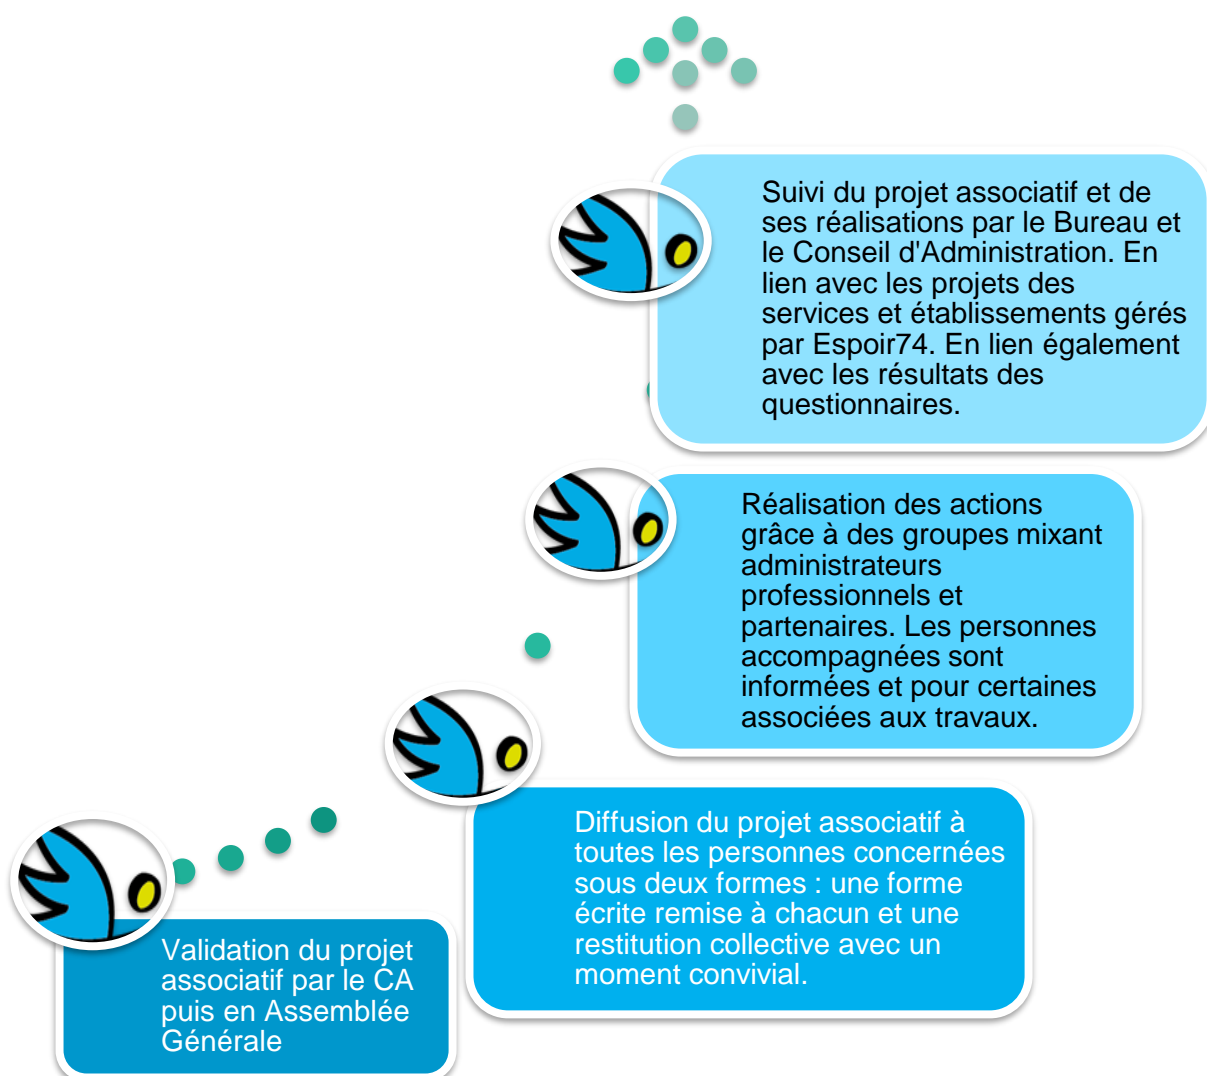 Suivi du projet associatif et de
ses réalisations par le Bureau et
le Conseil d'Administration. En
lien avec les projets des
services et établissements gérés
par Espoir74. En lien également
avec les résultats des
questionnaires.
Réalisation des actions
grâce à des groupes mixant
administrateurs
professionnels et
partenaires. Les personnes
accompagnées sont
informées et pour certaines
associées aux travaux.
Diffusion du projet associatif à
toutes les personnes concernées
sous deux formes : une forme
écrite remise à chacun et une
restitution collective avec un
moment convivial.
Validation du projet
associatif par le CA
puis en Assemblée
Générale